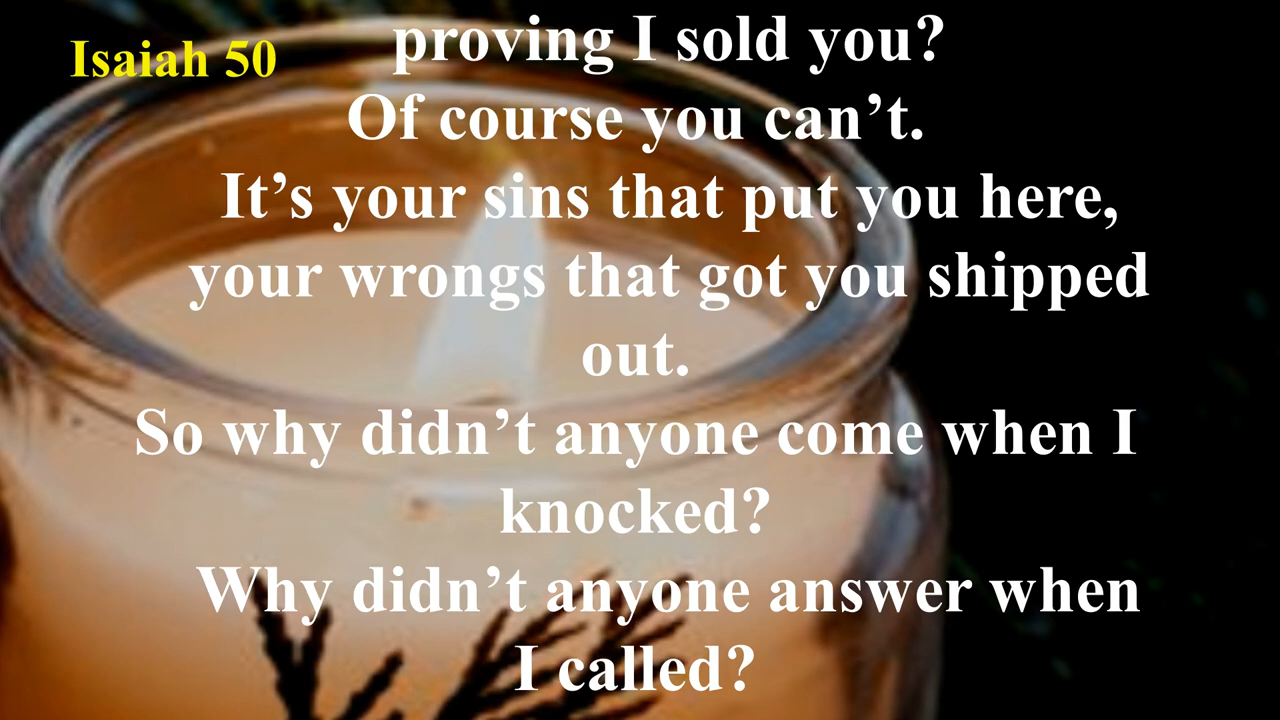 Isaiah 50
proving I sold you?
Of course you can’t.
It’s your sins that put you here,
your wrongs that got you shipped
out.
So why didn’t anyone come when I
knocked?
Why didn’t anyone answer when
I called?